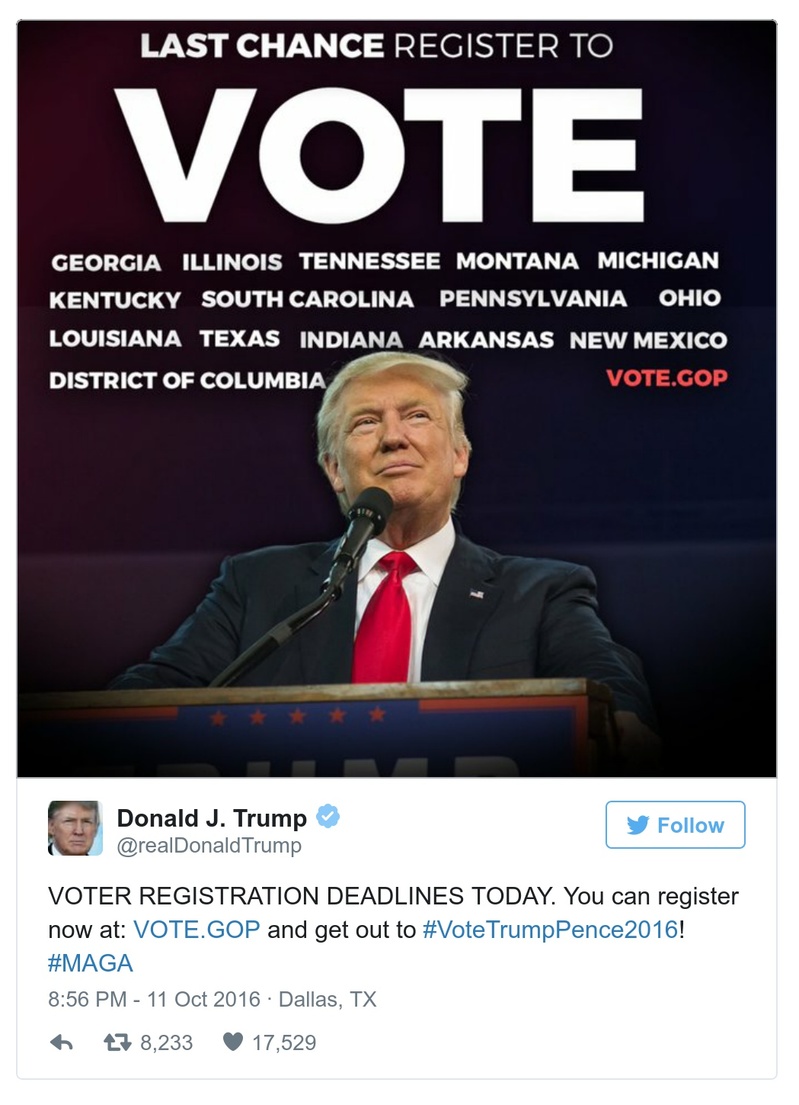 LAST CHANCE REGISTER TO
VOTE
GEORGIA ILLINOIS TENNESSEE MONTANA MICHIGAN
KENTUCKY SOUTH CAROLINA PENNSYLVANIA OHIO
LOUISIANA TEXAS INDIANA ARKANSAS NEW MEXICO
DISTRICT OF COLUMBIA VOTE.GOP
TRUMP
Donald J. Trump
@realDonaldTrump
Follow
VOTER REGISTRATION DEADLINES TODAY. You can register
now at: VOTE.GOP and get out to #VoteTrumpPence2016!
#MAGA
8:56 PM - 11 Oct 2016 · Dallas, TX
8,233 17,529